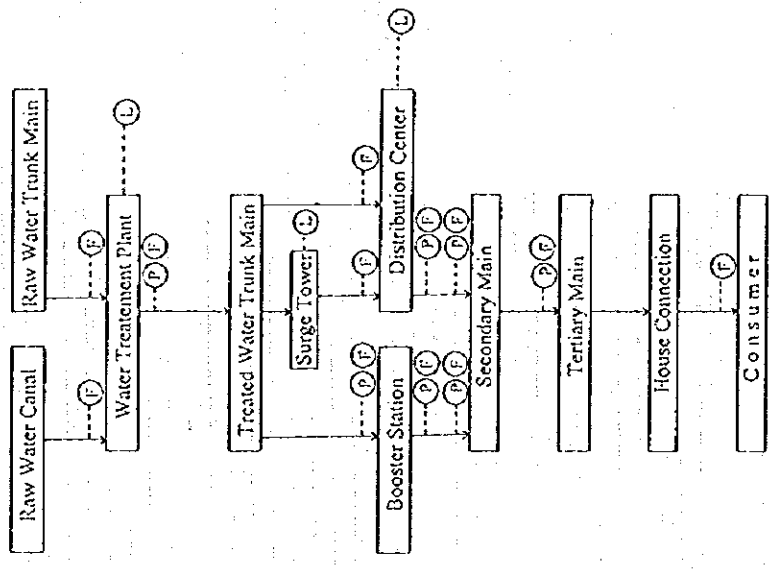 Raw Water Canal
Raw Water Trunk Main
F
F
Water Treatement Plant
L
P
F
Treated Water Trunk Main
Surge Tower
L
P
F
F
F
Booster Station
Distribution Center
L
P
F
P
F
P
F
P
F
Secondary Main
P
F
Tertiary Main
House Connection
F
Consumer